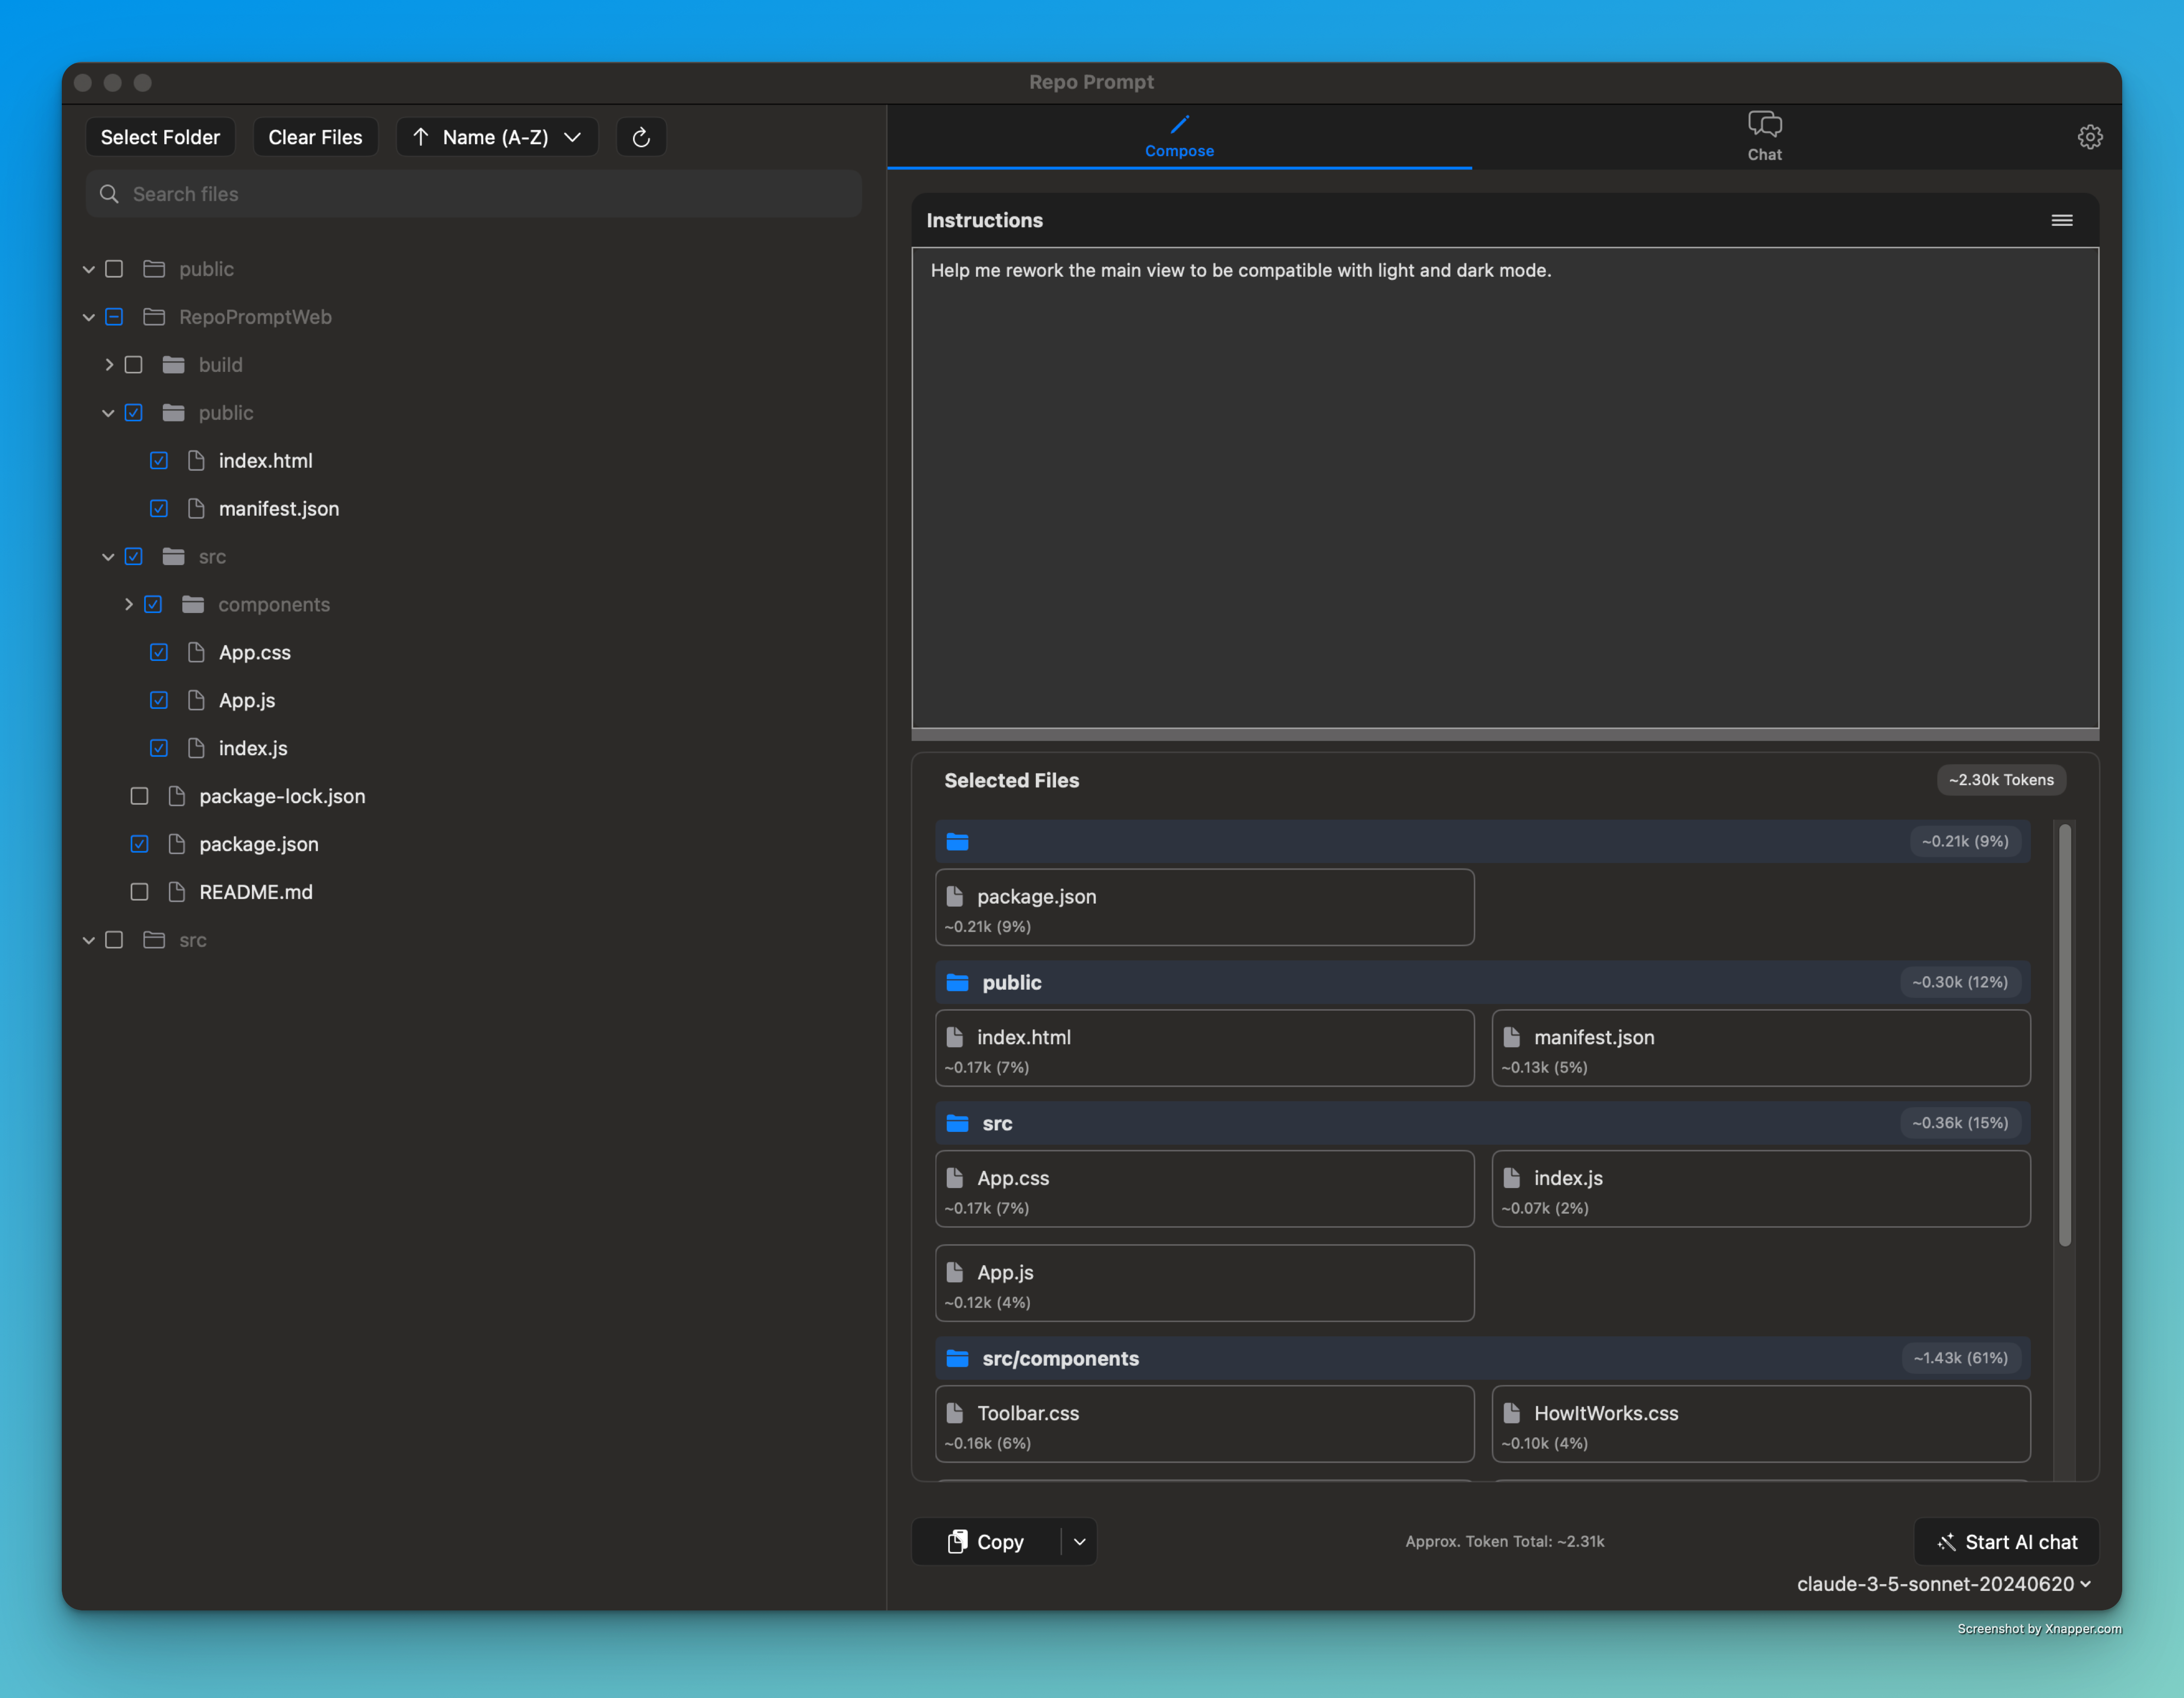 Repo Prompt
Select Folder
Clear Files
Name (A-Z)
Search files
public
RepoPromptWeb
build
public
index.html
manifest.json
src
components
App.css
App.js
index.js
package-lock.json
package.json
README.md
src
Compose
Chat
Instructions
Help me rework the main view to be compatible with light and dark mode.
Selected Files
~2.30k Tokens
~0.21k (9%)
package.json
~0.21k (9%)
public
~0.30k (12%)
index.html
~0.17k (7%)
manifest.json
~0.13k (5%)
src
~0.36k (15%)
App.css
~0.17k (7%)
index.js
~0.07k (2%)
App.js
~0.12k (4%)
src/components
~1.43k (61%)
Toolbar.css
~0.16k (6%)
HowItWorks.css
~0.10k (4%)
Copy
Approx. Token Total: ~2.31k
Start AI chat
claude-3-5-sonnet-20240620
Screenshot by Xnapper.com